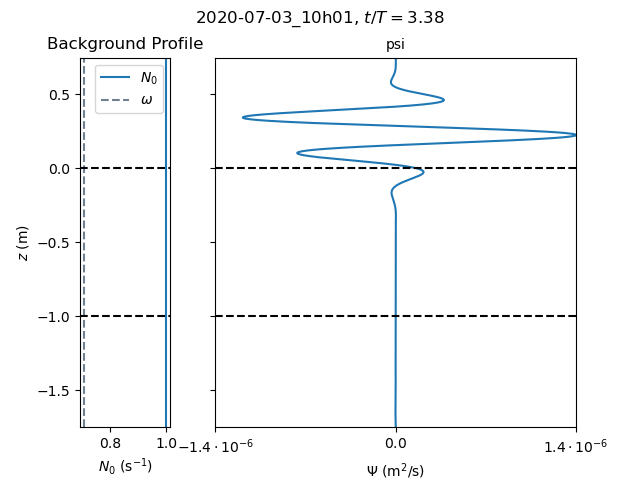 2020-07-03_10h01, t/T = 3.38
Background Profile
psi
N₀
ω
0.5
0.0
−0.5
−1.0
−1.5
z (m)
0.8
1.0
N₀ (s⁻¹)
−1.4 · 10⁻⁶
0.0
1.4 · 10⁻⁶
Ψ (m²/s)